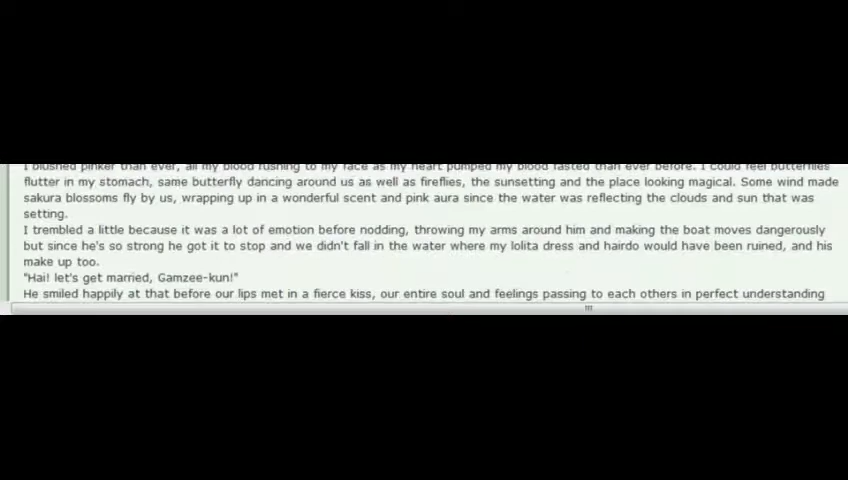 I blushed pinker than ever, all my blood rushing to my face as my heart pumped my blood fasted than ever before. I could feel butterflies
flutter in my stomach, same butterfly dancing around us as well as fireflies, the sunsetting and the place looking magical. Some wind made
sakura blossoms fly by us, wrapping up in a wonderful scent and pink aura since the water was reflecting the clouds and sun that was
setting.
I trembled a little because it was a lot of emotion before nodding, throwing my arms around him and making the boat moves dangerously
but since he's so strong he got it to stop and we didn't fall in the water where my lolita dress and hairdo would have been ruined, and his
make up too.
"Hai! let's get married, Gamzee-kun!"
He smiled happily at that before our lips met in a fierce kiss, our entire soul and feelings passing to each others in perfect understanding